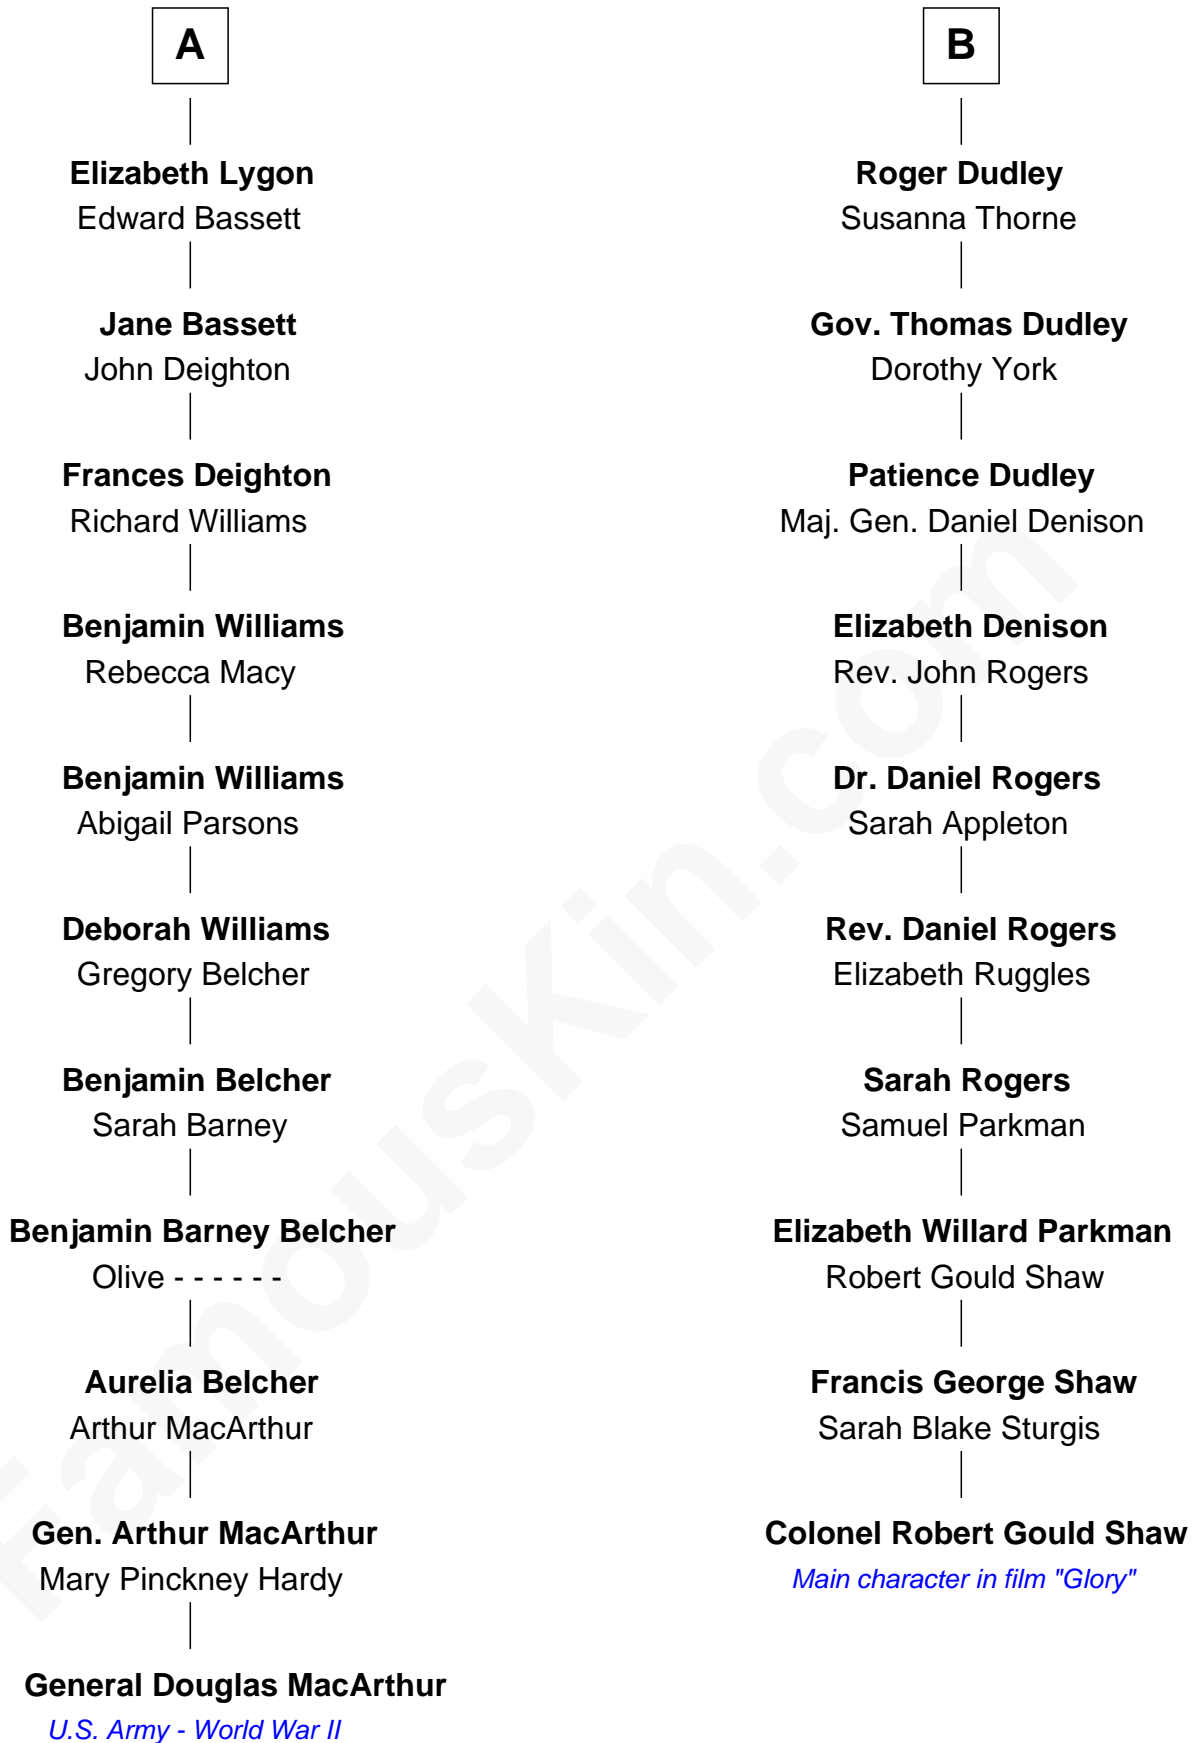 A
Elizabeth Lygon
Edward Bassett
Jane Bassett
John Deighton
Frances Deighton
Richard Williams
Benjamin Williams
Rebecca Macy
Benjamin Williams
Abigail Parsons
Deborah Williams
Gregory Belcher
Benjamin Belcher
Sarah Barney
Benjamin Barney Belcher
Olive - - - - - -
Aurelia Belcher
Arthur MacArthur
Gen. Arthur MacArthur
Mary Pinckney Hardy
General Douglas MacArthur
U.S. Army - World War II
B
Roger Dudley
Susanna Thorne
Gov. Thomas Dudley
Dorothy York
Patience Dudley
Maj. Gen. Daniel Denison
Elizabeth Denison
Rev. John Rogers
Dr. Daniel Rogers
Sarah Appleton
Rev. Daniel Rogers
Elizabeth Ruggles
Sarah Rogers
Samuel Parkman
Elizabeth Willard Parkman
Robert Gould Shaw
Francis George Shaw
Sarah Blake Sturgis
Colonel Robert Gould Shaw
Main character in film "Glory"
FamousKin.com